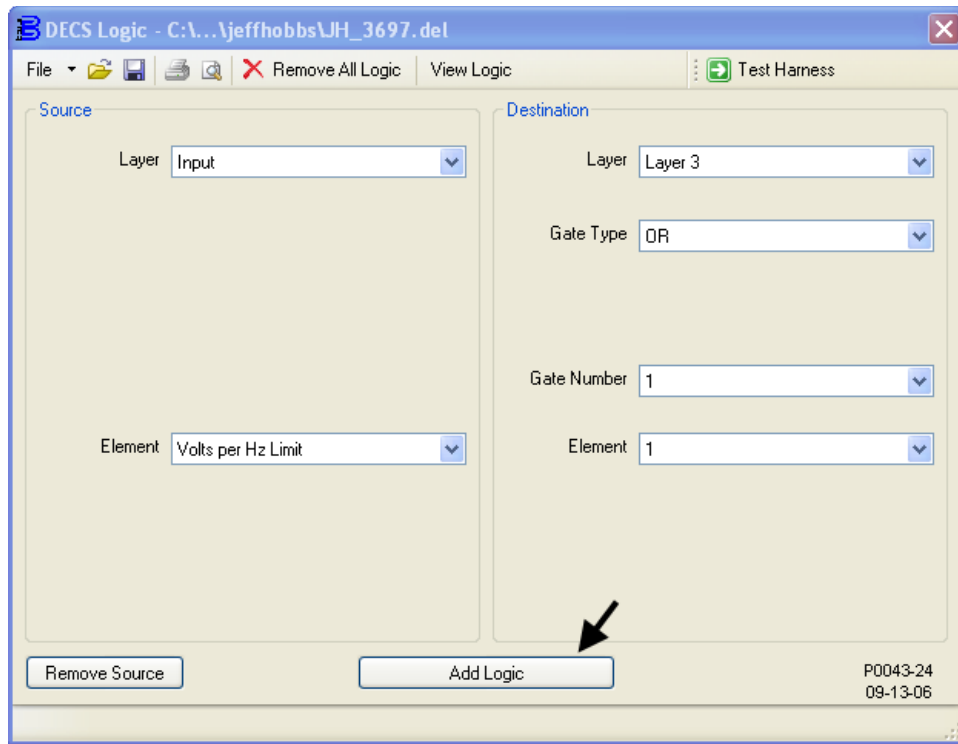 DECS Logic - C:\...\jeffhobbs\JH_3697.del
File Remove All Logic View Logic Test Harness
Source
Layer Input
Element Volts per Hz Limit
Destination
Layer Layer 3
Gate Type OR
Gate Number 1
Element 1
Remove Source
Add Logic
P0043-24
09-13-06